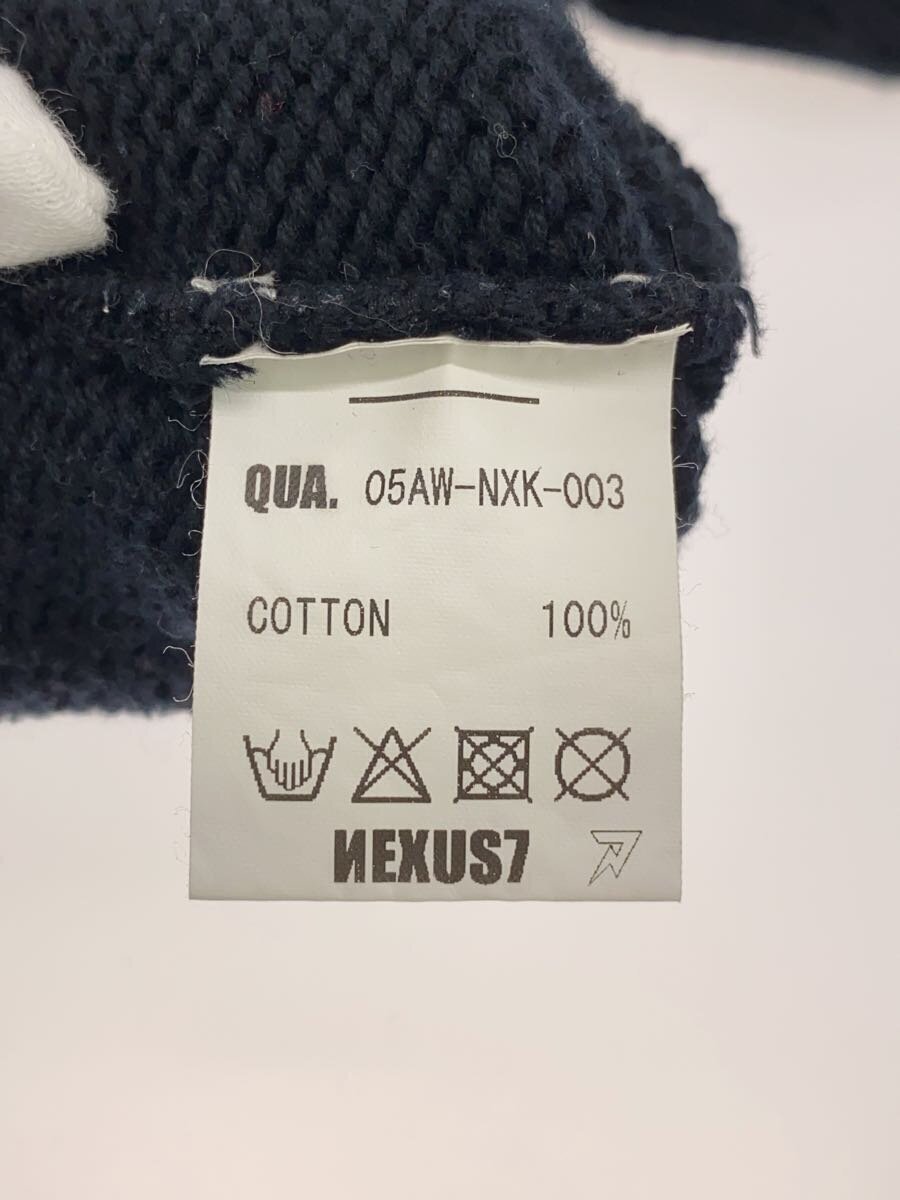 QUA. 05AW-NXK-003
COTTON 100%
NEXUS7